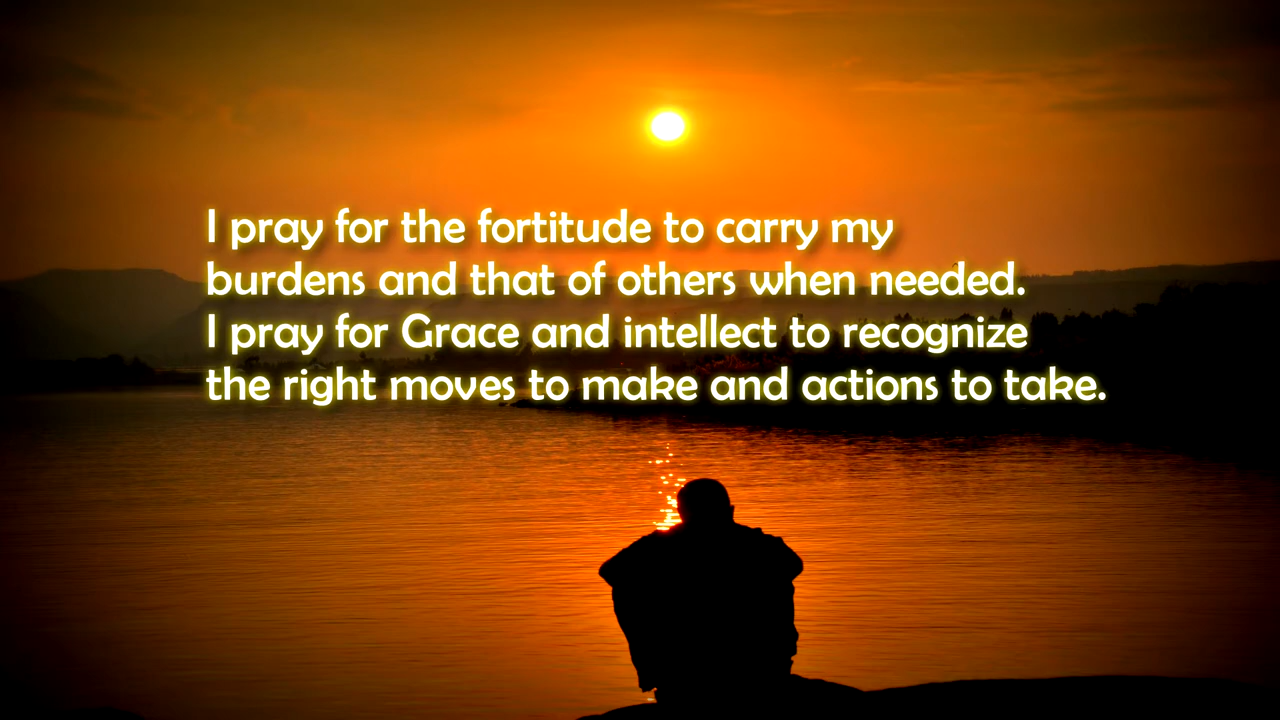 I pray for the fortitude to carry my
burdens and that of others when needed.
I pray for Grace and intellect to recognize
the right moves to make and actions to take.